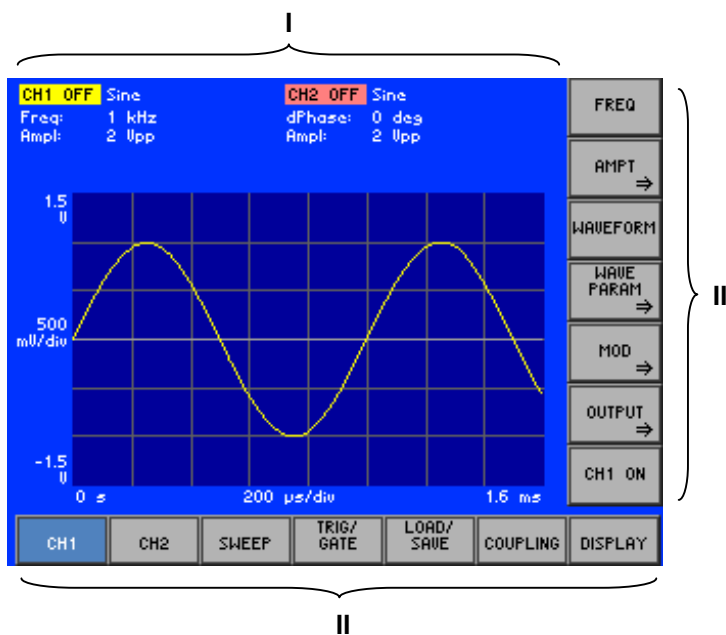 I
CH1 OFF Sine
Freq: 1 kHz
Ampl: 2 Vpp
CH2 OFF Sine
dPhase: 0 deg
Ampl: 2 Vpp
1.5
V
500
mV/div
-1.5
V
0 s 200 µs/div 1.6 ms
FREQ
AMPT ⇒
WAVEFORM
WAVE
PARAM
⇒
MOD
⇒
OUTPUT
⇒
CH1 ON
II
CH1
CH2
SWEEP
TRIG/
GATE
LOAD/
SAVE
COUPLING
DISPLAY
II